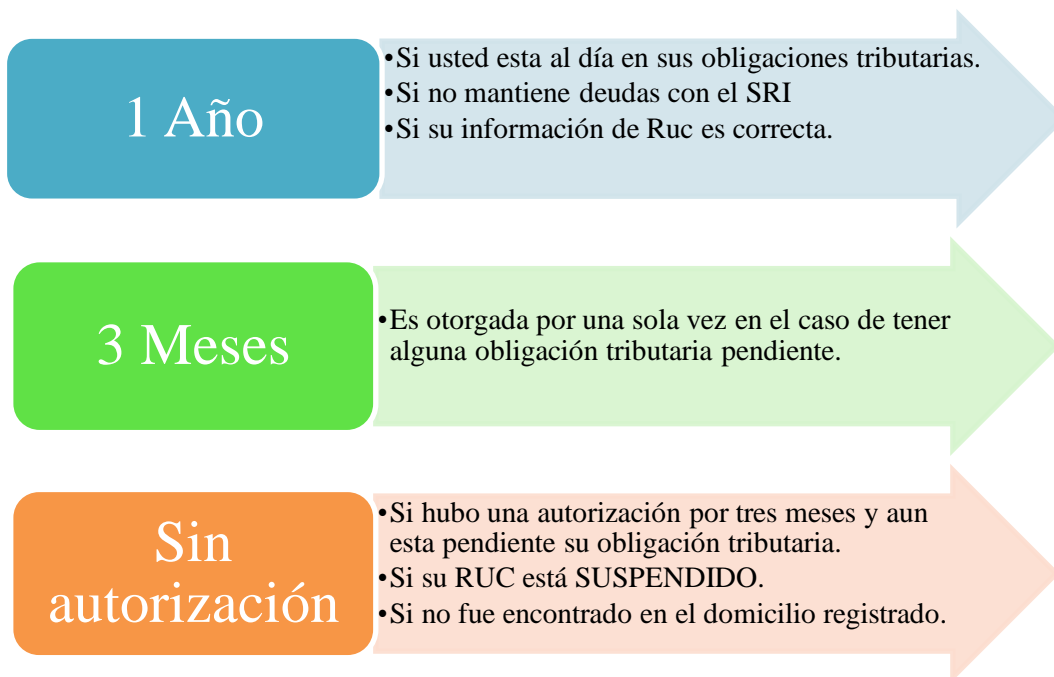 1 Año
•Si usted esta al día en sus obligaciones tributarias.
•Si no mantiene deudas con el SRI
•Si su información de Ruc es correcta.
3 Meses
•Es otorgada por una sola vez en el caso de tener
alguna obligación tributaria pendiente.
Sin
autorización
•Si hubo una autorización por tres meses y aun
esta pendiente su obligación tributaria.
•Si su RUC está SUSPENDIDO.
•Si no fue encontrado en el domicilio registrado.